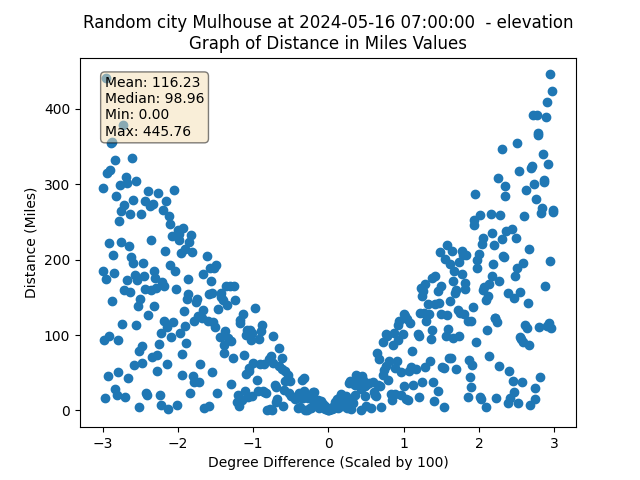 Random city Mulhouse at 2024-05-16 07:00:00  - elevation
Graph of Distance in Miles Values
Mean: 116.23
Median: 98.96
Min: 0.00
Max: 445.76
400
300
200
100
0
Distance (Miles)
−3 −2 −1 0 1 2 3
Degree Difference (Scaled by 100)